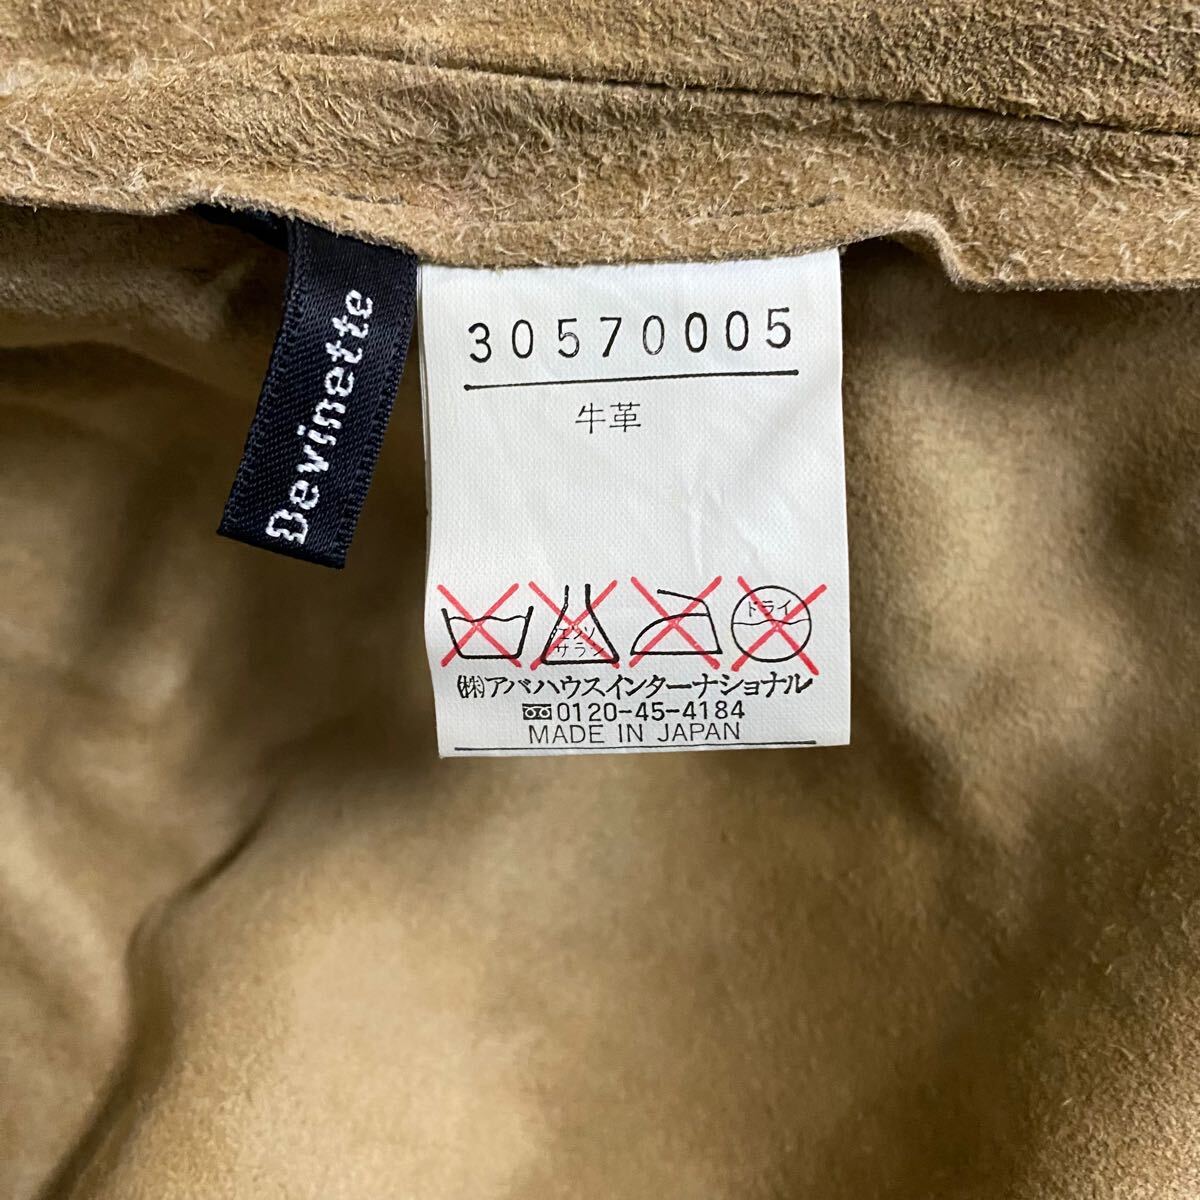 Devinette
30570005
牛革
エンソ
サラシ
ドライ
(株)アバハウスインターナショナル
0120-45-4184
MADE IN JAPAN